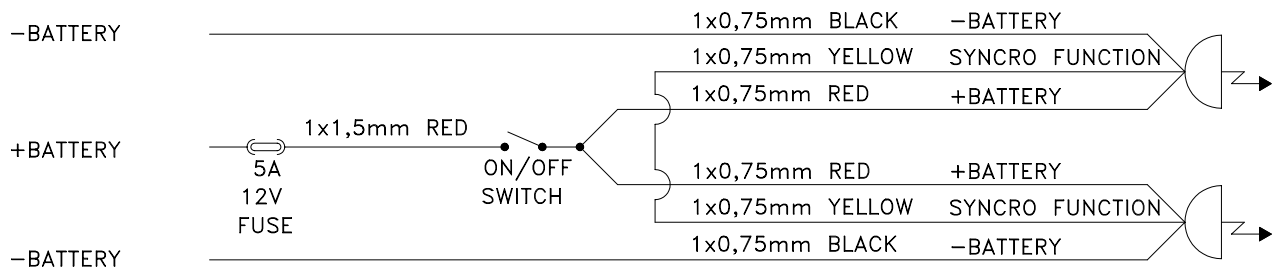 -BATTERY 1x0,75mm BLACK -BATTERY
1x0,75mm YELLOW SYNCRO FUNCTION
1x0,75mm RED +BATTERY
+BATTERY 1x1,5mm RED
5A
12V
FUSE
ON/OFF
SWITCH
1x0,75mm RED +BATTERY
1x0,75mm YELLOW SYNCRO FUNCTION
-BATTERY 1x0,75mm BLACK -BATTERY